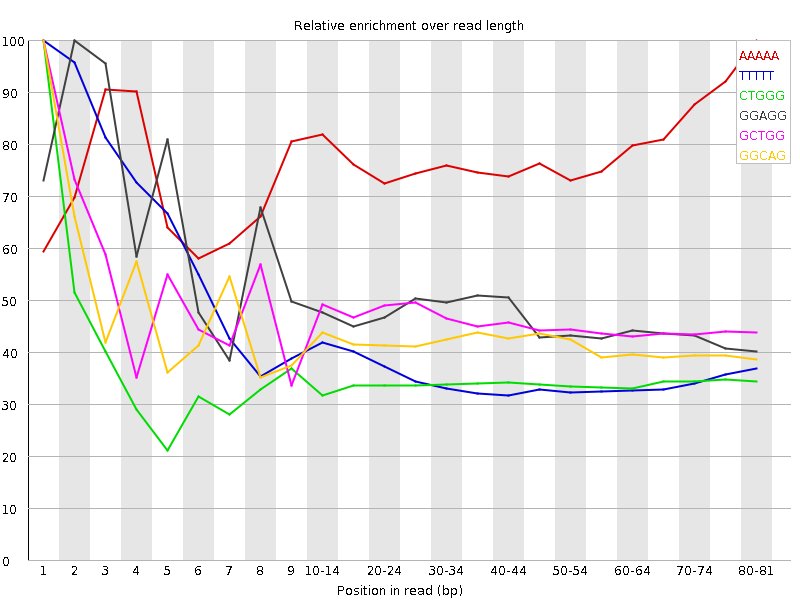 Relative enrichment over read length
100
90
80
70
60
50
40
30
20
10
0
AAAAA
TTTTT
CTGGG
GGAGG
GCTGG
GGCAG
1 2 3 4 5 6 7 8 9 10-14 20-24 30-34 40-44 50-54 60-64 70-74 80-81
Position in read (bp)